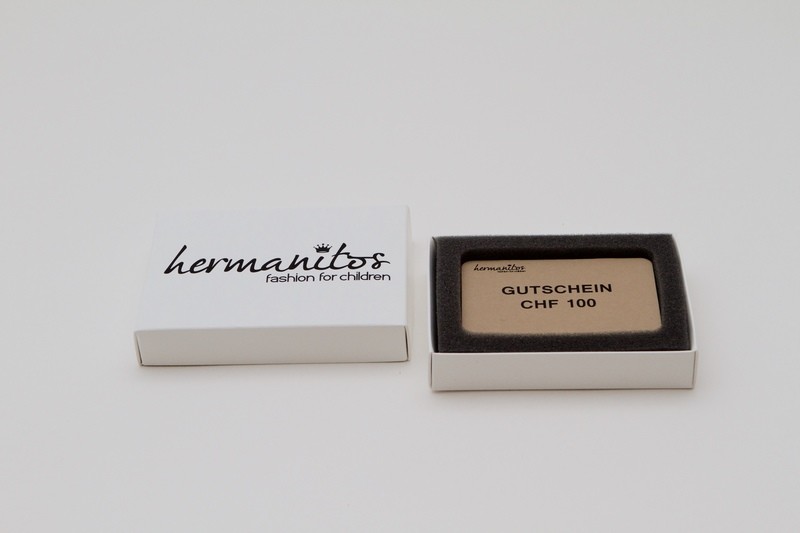 hermanitos
fashion for children
hermanitos
GUTSCHEIN
CHF 100